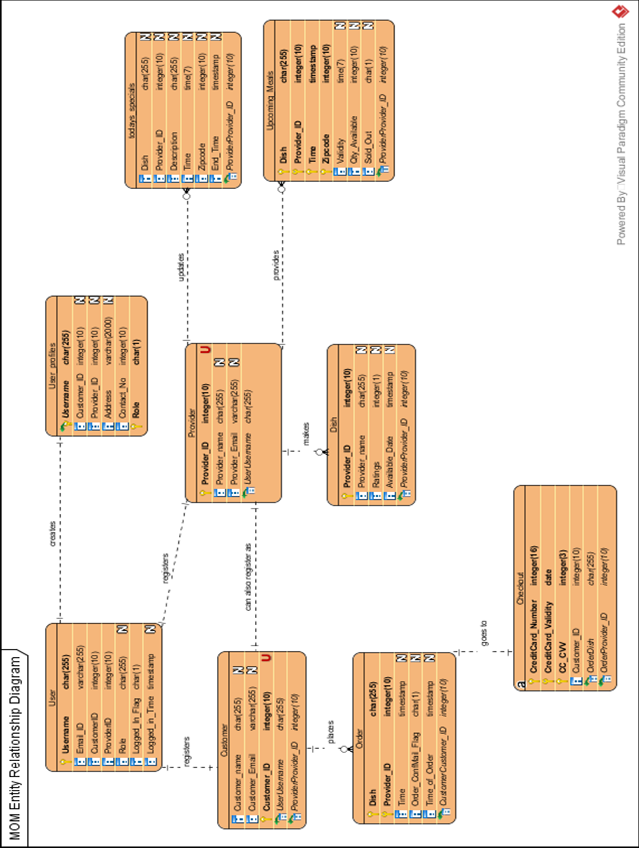 MOM Entity Relationship Diagram
User
Username char(255)
Email_ID varchar(255)
CustomerID integer(10)
ProviderID integer(10)
Role char(255) N
Logged_In_Flag char(1)
Logged_in_Time timestamp N
creates
User_profiles
Username char(255)
Customer_ID integer(10) N
Provider_ID integer(10) N
Address varchar(2000) N
Contact_No integer(10)
Role char(1)
registers
registers
Customer
Customer_name char(255) N
Customer_Email varchar(255) N
Customer_ID integer(10) U
UserUsername char(255)
ProviderProvider_ID integer(10)
can also register as
Provider
Provider_ID integer(10) U
Provider_name char(255) N
Provider_Email varchar(255) N
UserUsername char(255)
updates
todays_specials
Dish char(255) N
Provider_ID integer(10) N
Description char(255) N
Time time(7) N
Zipcode integer(10) N
End_Time timestamp N
ProviderProvider_ID integer(10)
provides
Upcoming_Meals
Dish char(255)
Provider_ID integer(10)
Time timestamp
Zipcode integer(10)
Validity time(7) N
Qty_Available integer(10) N
Sold_Out char(1) N
ProviderProvider_ID integer(10)
makes
Dish
Provider_ID integer(10)
Provider_name char(255) N
Ratings integer(1) N
Available_Date timestamp N
ProviderProvider_ID integer(10)
places
Order
Dish char(255)
Provider_ID integer(10)
Time timestamp N
Order_ConfMail_Flag char(1) N
Time_of_Order timestamp N
CustomerCustomer_ID integer(10)
goes to
Checkout
a
CreditCard_Number integer(16)
CreditCard_Validity date
CC_CVV integer(3)
Customer_ID integer(10)
OrderDish char(255)
OrderProvider_ID integer(10)
Powered By Visual Paradigm Community Edition